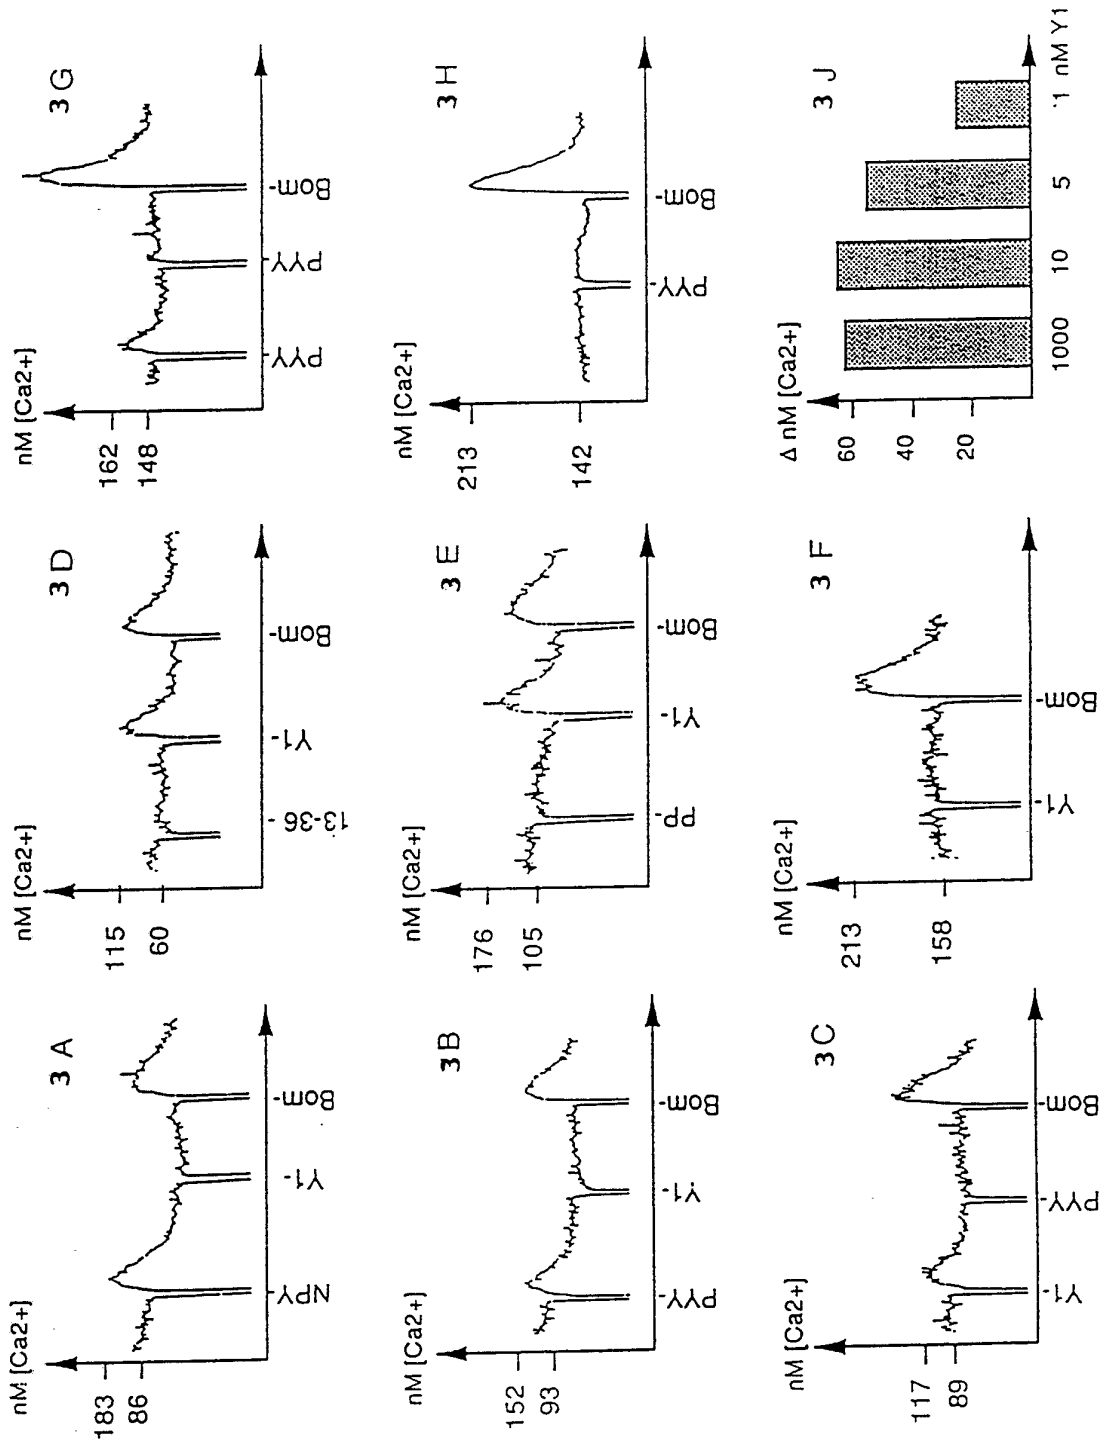 3 A
nM [Ca2+]
183
86
NPY
Y1-
Bom-
3 B
nM [Ca2+]
152
93
PYY-
Y1-
Bom-
3 C
nM [Ca2+]
117
89
Y1-
PYY-
Bom-
3 D
nM [Ca2+]
115
60
13-36 -
Y1-
Bom-
3 E
nM [Ca2+]
176
105
PP-
Y1-
Bom-
3 F
nM [Ca2+]
213
158
Y1-
Bom-
3 G
nM [Ca2+]
162
148
PYY
PYY-
Bom-
3 H
nM [Ca2+]
213
142
PYY-
Bom-
3 J
Δ nM [Ca2+]
60
40
20
1000
10
5
1 nM Y1